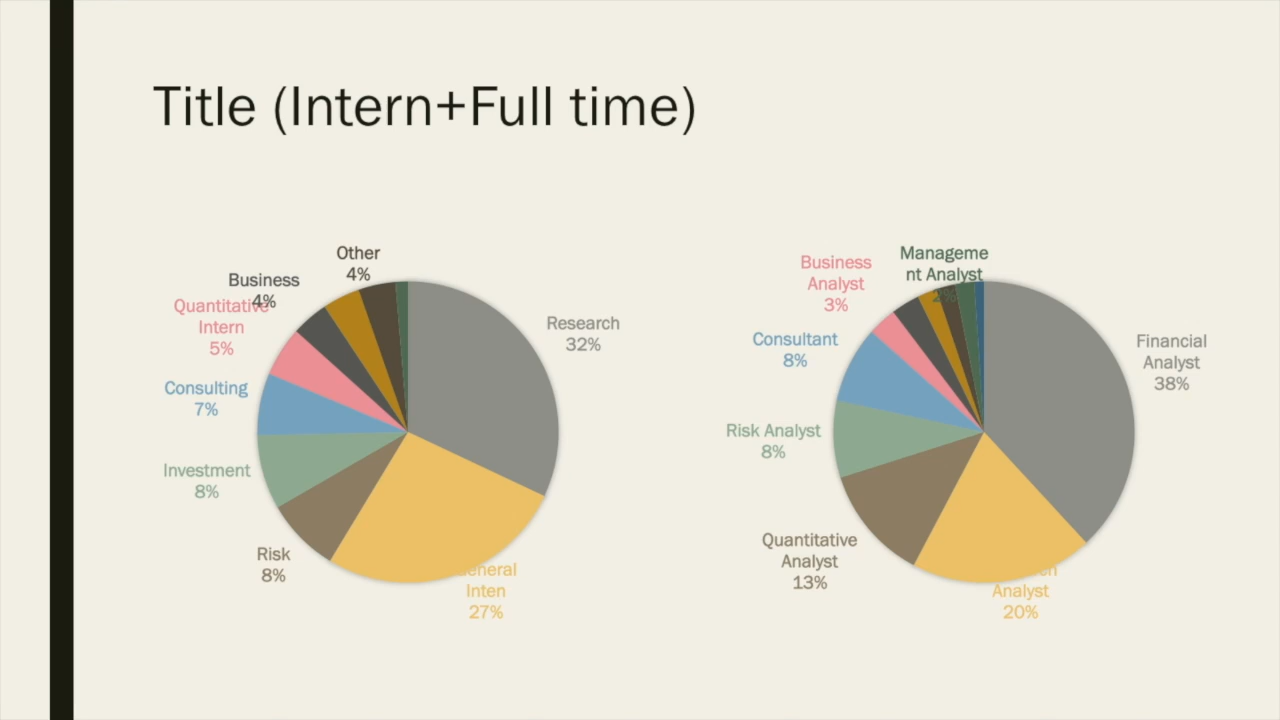 Title (Intern+Full time)
Other
4%
Business
4%
Quantitative
Intern
5%
Consulting
7%
Investment
8%
Risk
8%
Research
32%
General
Inten
27%
Business
Analyst
3%
Manageme
nt Analyst
2%
Consultant
8%
Risk Analyst
8%
Quantitative
Analyst
13%
Financial
Analyst
38%
Analyst
20%